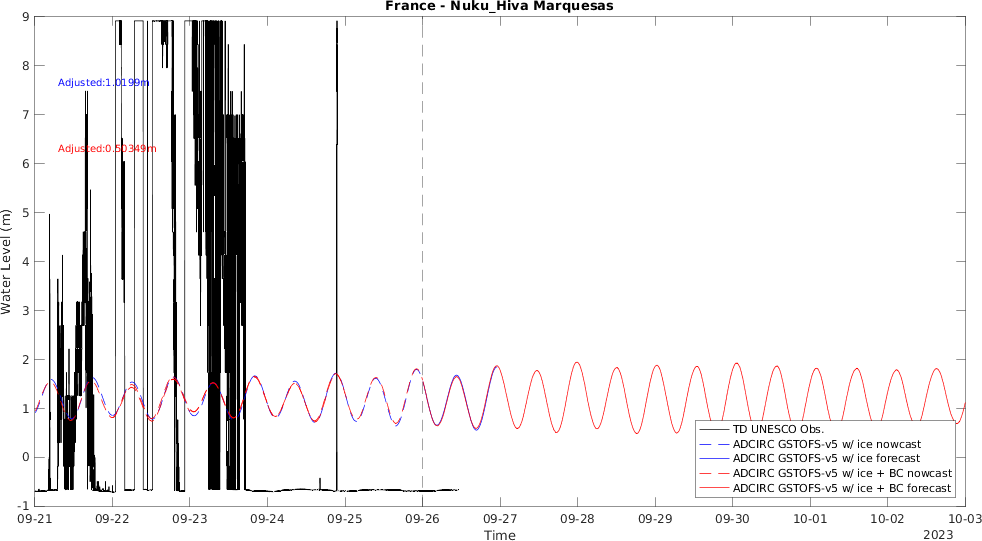 France - Nuku_Hiva Marquesas
9
8
7
6
5
4
3
2
1
0
-1
Water Level (m)
Adjusted:1.0199m
Adjusted:0.50349m
TD UNESCO Obs.
ADCIRC GSTOFS-v5 w/ ice nowcast
ADCIRC GSTOFS-v5 w/ ice forecast
ADCIRC GSTOFS-v5 w/ ice + BC nowcast
ADCIRC GSTOFS-v5 w/ ice + BC forecast
09-21 09-22 09-23 09-24 09-25 09-26 09-27 09-28 09-29 09-30 10-01 10-02 10-03
Time
2023